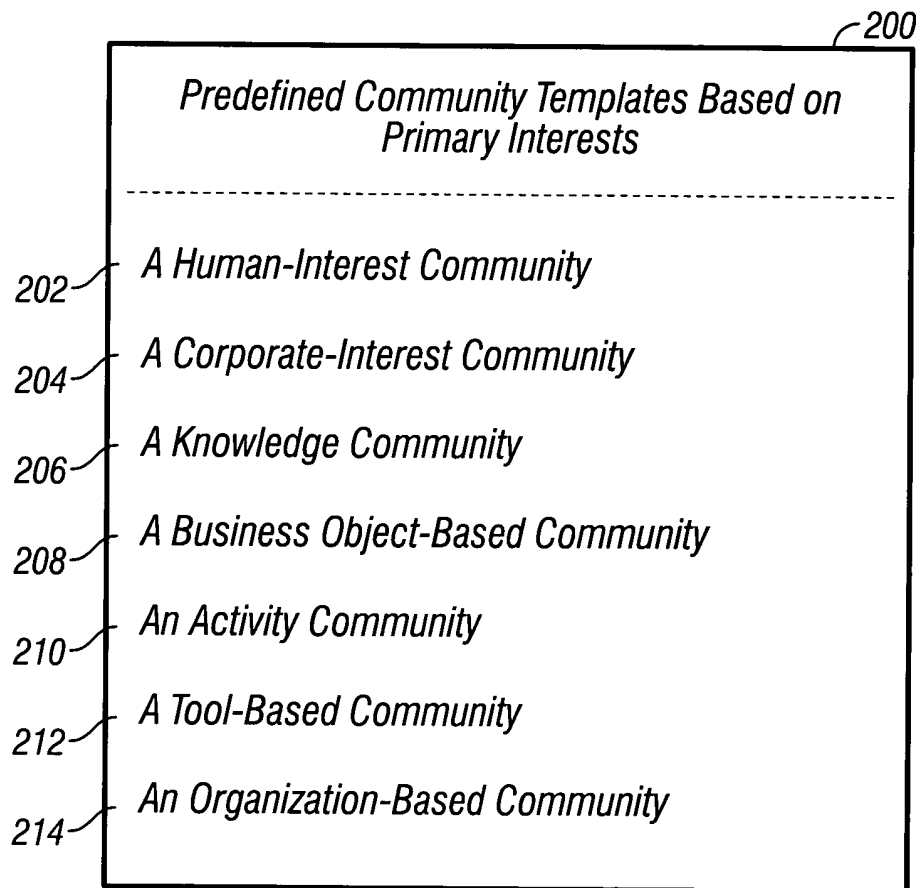 200
Predefined Community Templates Based on
Primary Interests
202 A Human-Interest Community
204 A Corporate-Interest Community
206 A Knowledge Community
208 A Business Object-Based Community
210 An Activity Community
212 A Tool-Based Community
214 An Organization-Based Community